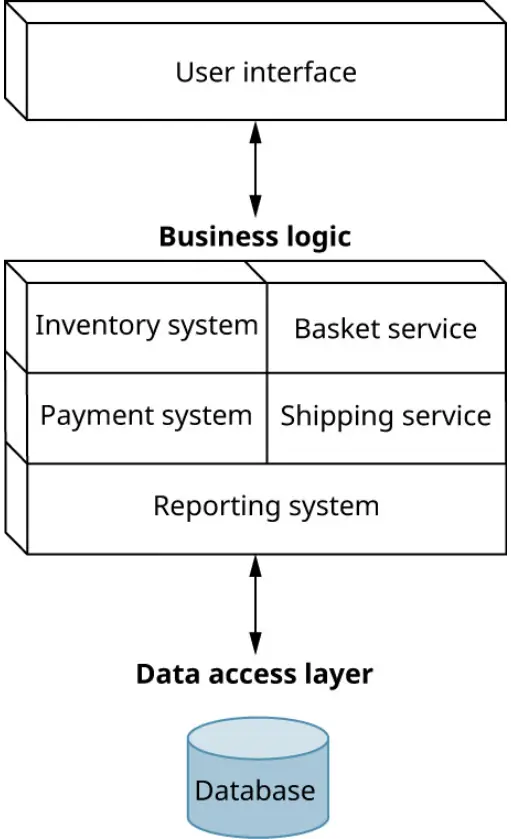 User interface
Business logic
Inventory system
Basket service
Payment system
Shipping service
Reporting system
Data access layer
Database